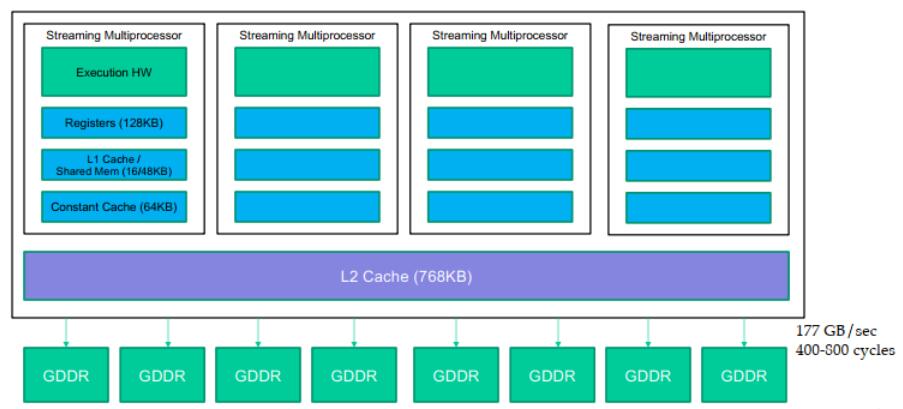 Streaming Multiprocessor
Streaming Multiprocessor
Streaming Multiprocessor
Streaming Multiprocessor
Execution HW
Registers (128KB)
L1 Cache /
Shared Mem (16/48KB)
Constant Cache (64KB)
L2 Cache (768KB)
177 GB/sec
400-800 cycles
GDDR
GDDR
GDDR
GDDR
GDDR
GDDR
GDDR
GDDR